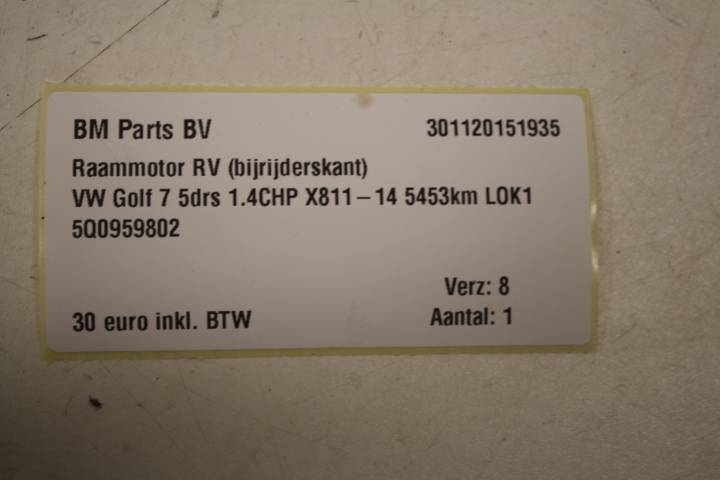 BM Parts BV 301120151935
Raammotor RV (bijrijderskant)
VW Golf 7 5drs 1.4CHP X811–14 5453km LOK1
5Q0959802
Verz: 8
30 euro inkl. BTW Aantal: 1